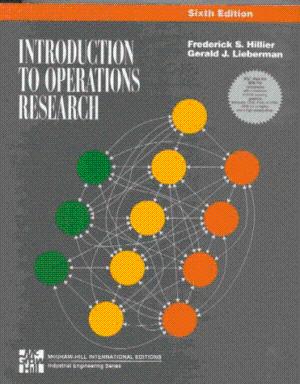 Sixth Edition
INTRODUCTION
TO OPERATIONS
RESEARCH
Frederick S. Hillier
Gerald J. Lieberman
McGRAW-HILL INTERNATIONAL EDITIONS
Industrial Engineering Series